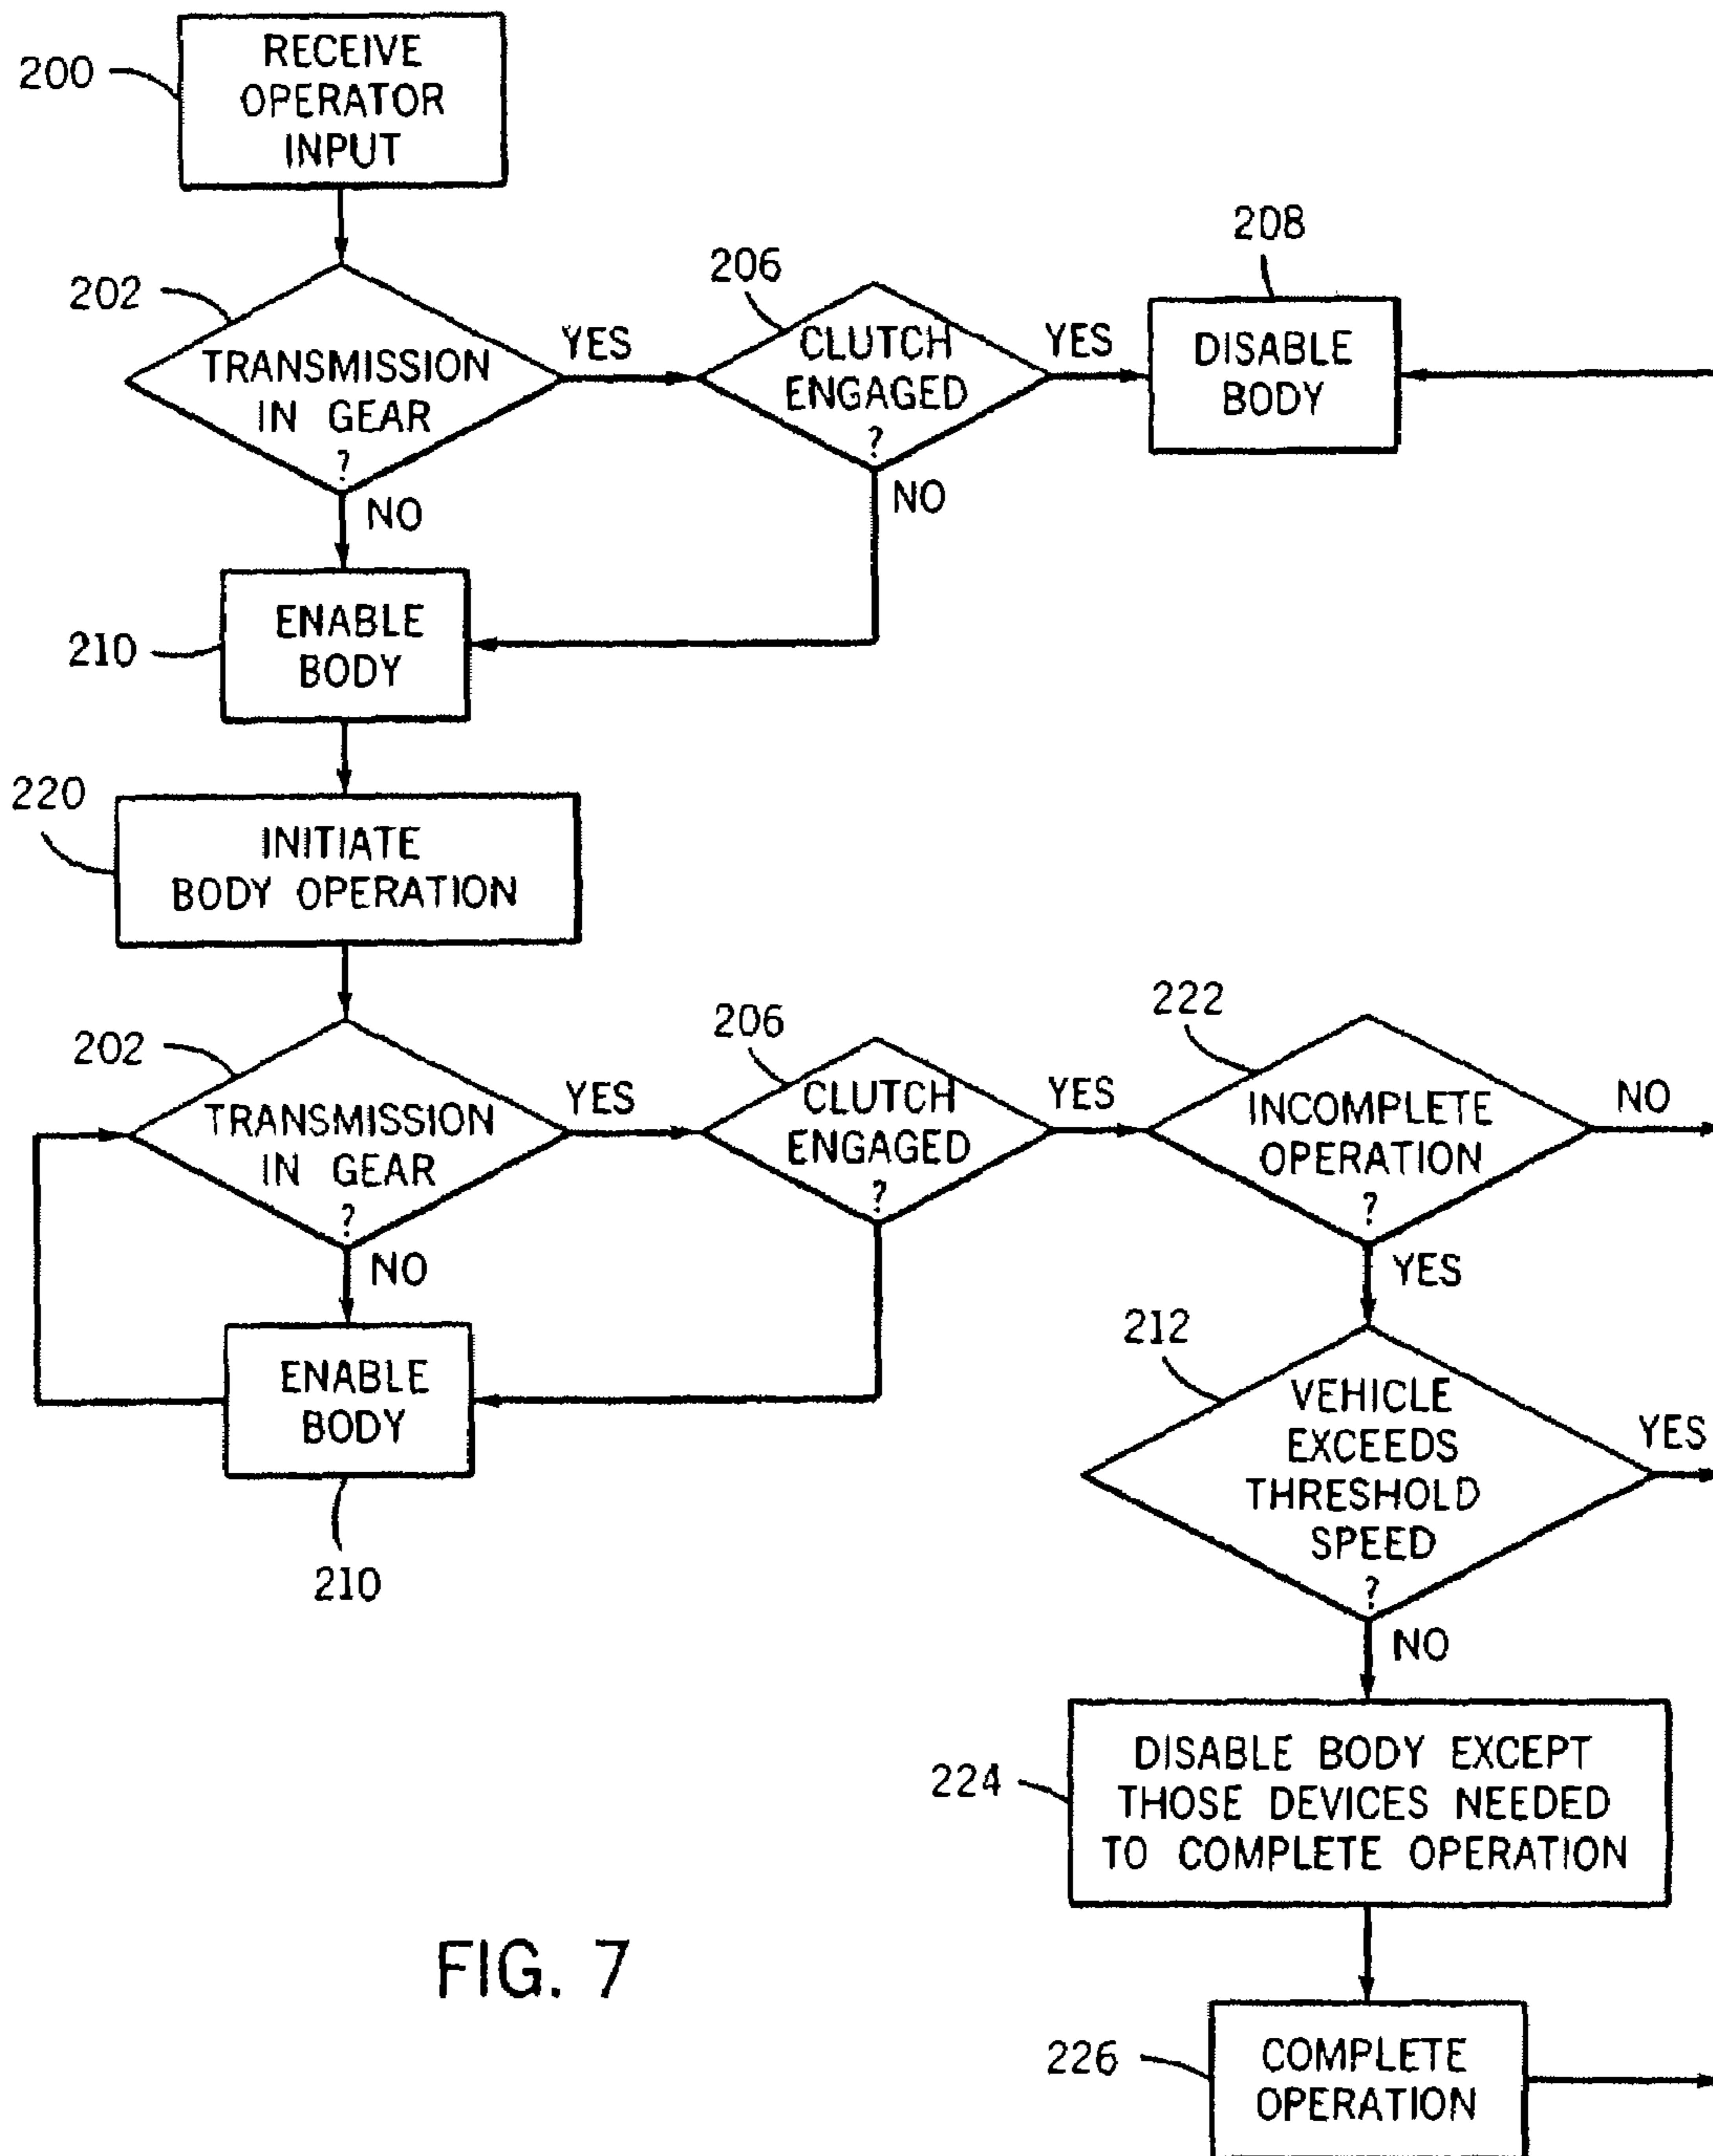 200
RECEIVE
OPERATOR
INPUT
202
TRANSMISSION
IN GEAR
?
YES
NO
206
CLUTCH
ENGAGED
?
YES
NO
208
DISABLE
BODY
210
ENABLE
BODY
220
INITIATE
BODY OPERATION
202
TRANSMISSION
IN GEAR
?
YES
NO
206
CLUTCH
ENGAGED
?
YES
222
INCOMPLETE
OPERATION
?
NO
YES
210
ENABLE
BODY
212
VEHICLE
EXCEEDS
THRESHOLD
SPEED
?
YES
NO
224
DISABLE BODY EXCEPT
THOSE DEVICES NEEDED
TO COMPLETE OPERATION
226
COMPLETE
OPERATION
FIG. 7